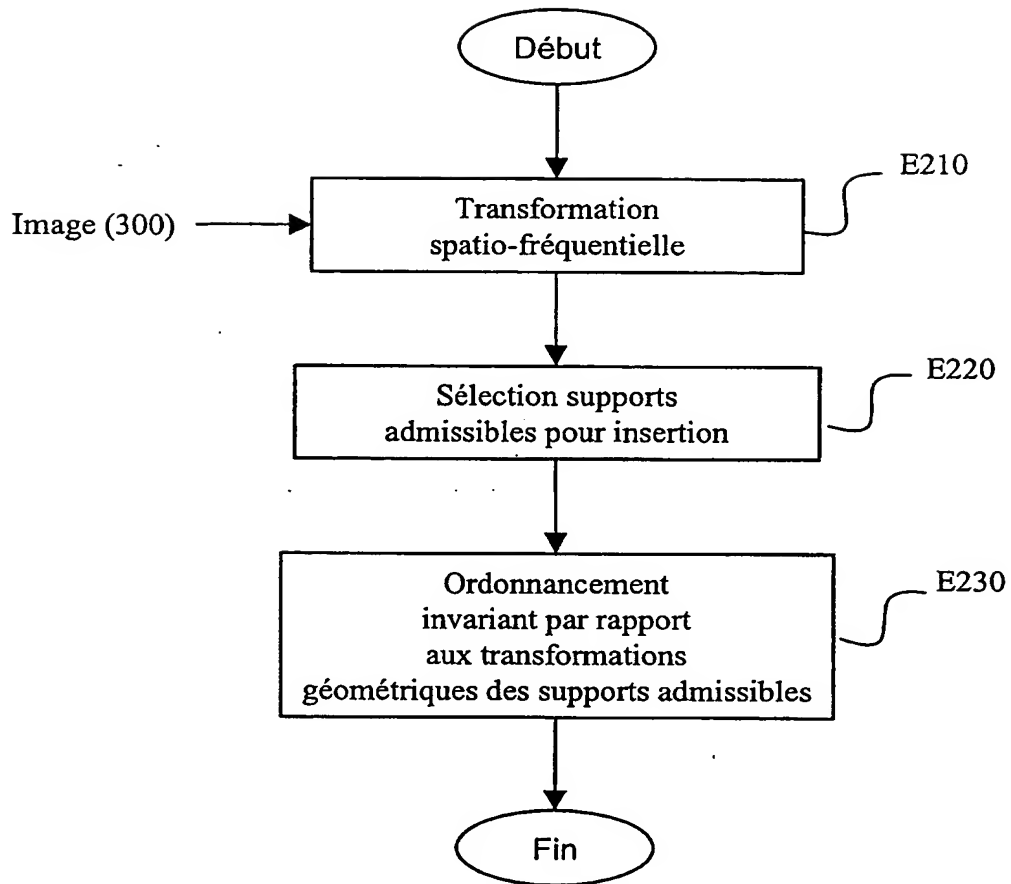 Début
E210
Image (300)
Transformation
spatio-fréquentielle
E220
Sélection supports
admissibles pour insertion
E230
Ordonnancement
invariant par rapport
aux transformations
géométriques des supports admissibles
Fin